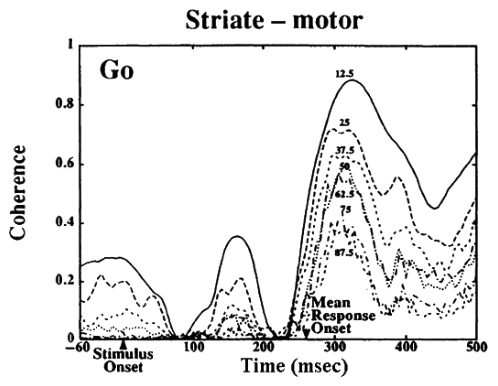 Striate – motor
Go
Coherence
1
0.8
0.6
0.4
0.2
0
12.5
25
37.5
50
62.5
75
87.5
Mean
Response
Onset
-60
100
200
300
400
500
Stimulus
Onset
Time (msec)